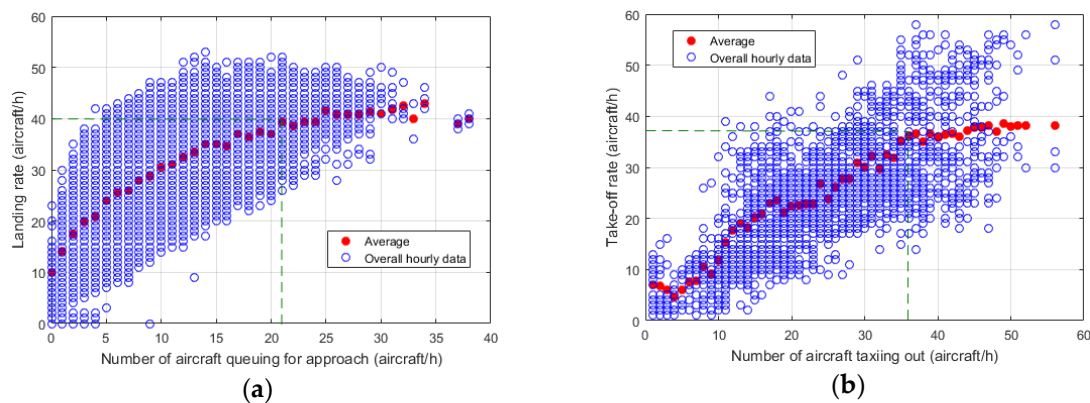 60
50
40
30
20
10
0
Landing rate (aircraft/h)
Average
Overall hourly data
0 5 10 15 20 25 30 35 40
Number of aircraft queuing for approach (aircraft/h)
(a)
60
50
40
30
20
10
0
Take-off rate (aircraft/h)
Average
Overall hourly data
0 10 20 30 40 50 60
Number of aircraft taxiing out (aircraft/h)
(b)